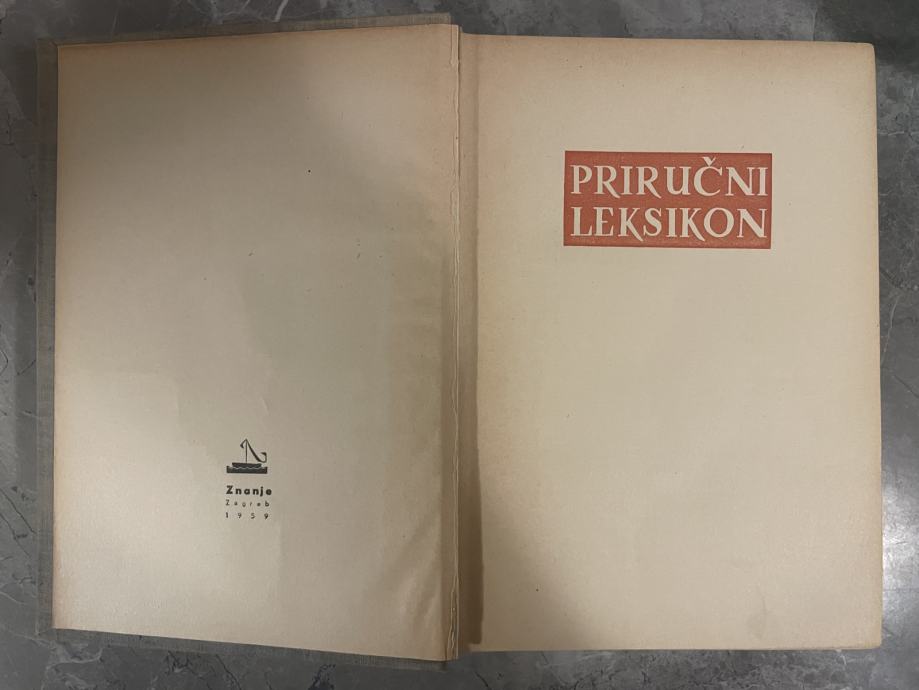 Znanje
Zagreb
1959
PRIRUČNI
LEKSIKON